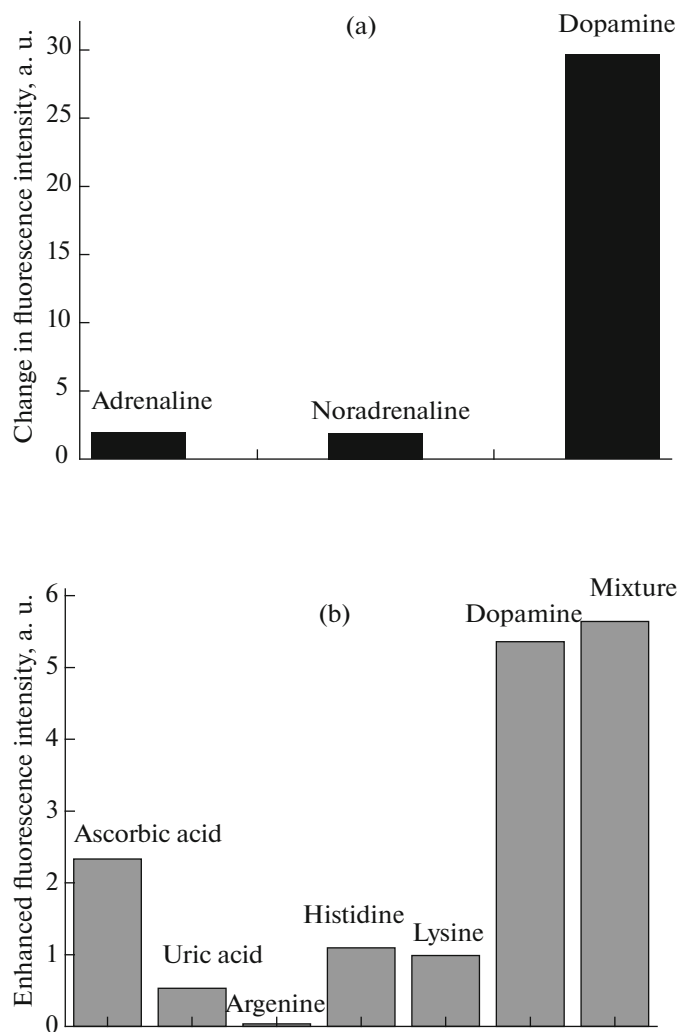 (a)
Dopamine
Change in fluorescence intensity, a. u.
30
25
20
15
10
5
0
Adrenaline
Noradrenaline
(b)
Mixture
Dopamine
Enhanced fluorescence intensity, a. u.
6
5
4
3
2
1
0
Ascorbic acid
Uric acid
Argenine
Histidine
Lysine